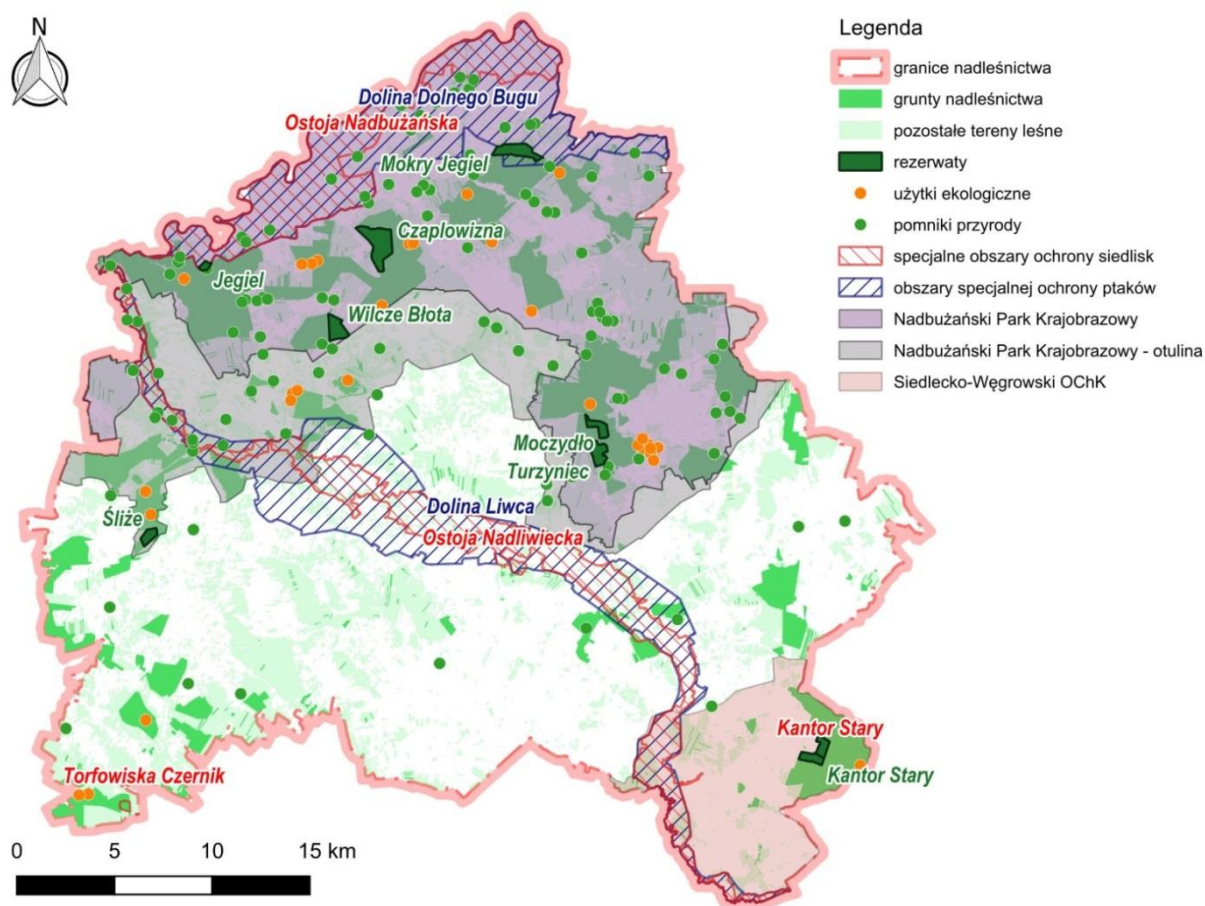 N
Legenda
granice nadleśnictwa
grunty nadleśnictwa
pozostałe tereny leśne
rezerwaty
użytki ekologiczne
pomniki przyrody
specjalne obszary ochrony siedlisk
obszary specjalnej ochrony ptaków
Nadbużański Park Krajobrazowy
Nadbużański Park Krajobrazowy - otulina
Siedlecko-Węgrowski OChK
Dolina Dolnego Bugu
Ostoja Nadbużańska
Mokry Jegiel
Czaplowizna
Jegiel
Wilcze Błota
Moczydło
Turzyniec
Dolina Liwca
Śliże
Ostoja Nadliwiecka
Kantor Stary
Torfowiska Czernik
Kantor Stary
0 5 10 15 km